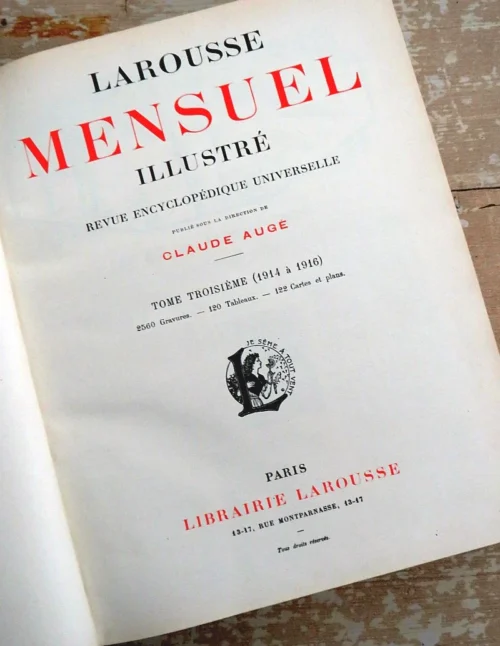 LAROUSSE
MENSUEL
ILLUSTRÉ
REVUE ENCYCLOPÉDIQUE UNIVERSELLE
PUBLIÉ SOUS LA DIRECTION DE
CLAUDE AUGÉ
TOME TROISIÈME (1914 à 1916)
2560 Gravures. — 120 Tableaux. — 122 Cartes et plans.
JE SÈME À TOUT VENT
L
PARIS
LIBRAIRIE LAROUSSE
13-17, RUE MONTPARNASSE, 13-17
Tous droits réservés.